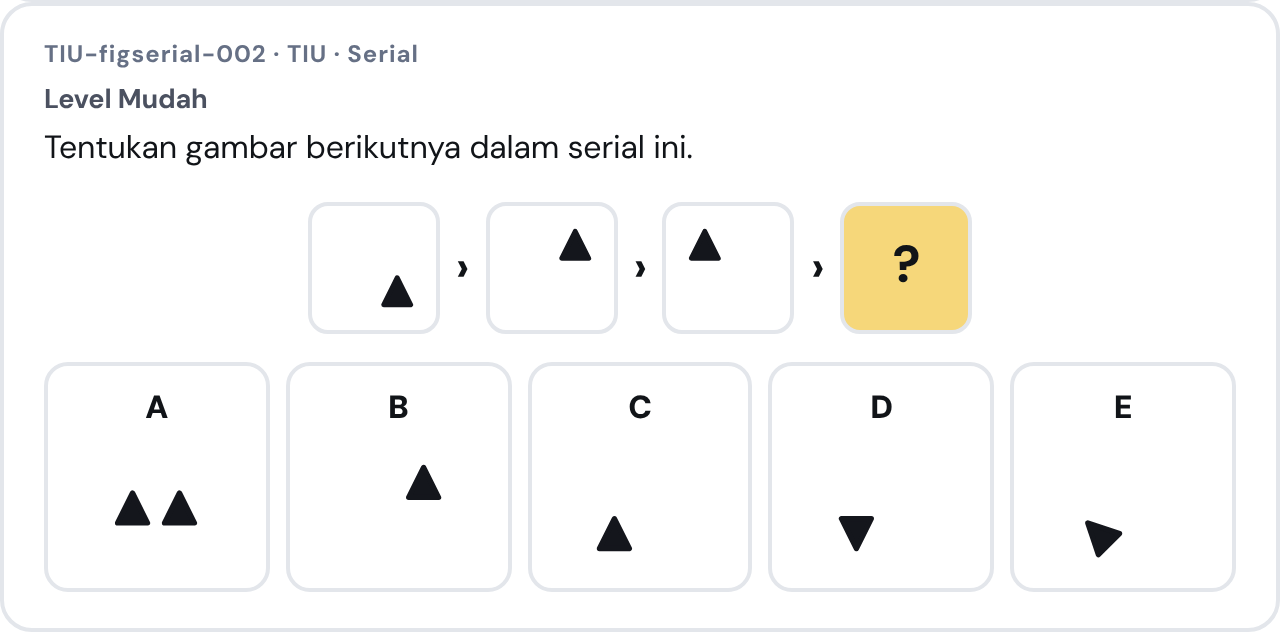 TIU-figserial-002 · TIU · Serial
Level Mudah
Tentukan gambar berikutnya dalam serial ini.
› › › ?
A B C D E